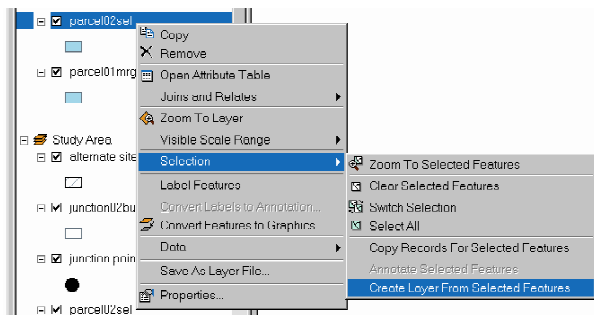 parcel02sel
parcel01mrg
Study Area
alternate site
junction02bu
junction poin
parcel02sel
Copy
Remove
Open Attribute Table
Joins and Relates
Zoom To Layer
Visible Scale Range
Selection
Label Features
Convert Labels to Annotation...
Convert Features to Graphics...
Data
Save As Layer File...
Properties...
Zoom To Selected Features
Clear Selected Features
Switch Selection
Select All
Copy Records For Selected Features
Annotate Selected Features
Create Layer From Selected Features